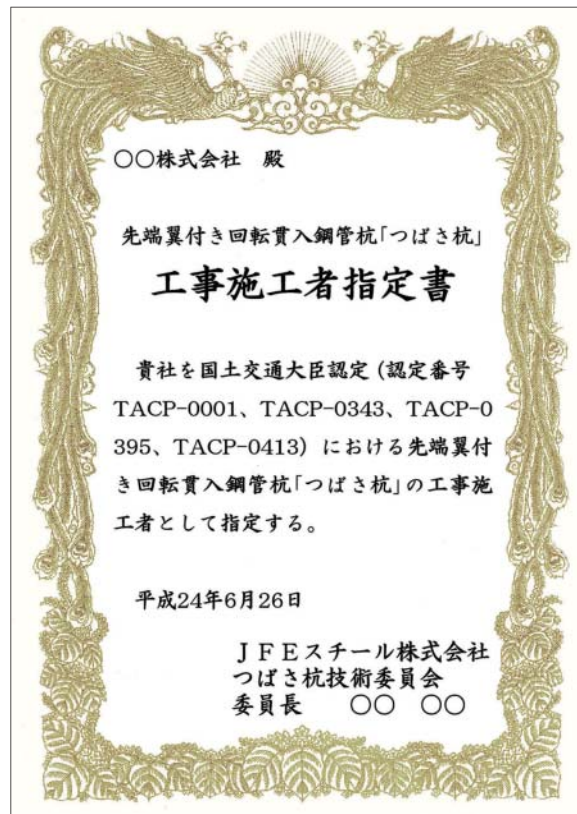 ○○株式会社　殿
先端翼付き回転貫入鋼管杭「つばさ杭」
工事施工者指定書
貴社を国土交通大臣認定（認定番号
TACP-0001、TACP-0343、TACP-0
395、TACP-0413）における先端翼付
き回転貫入鋼管杭「つばさ杭」の工事施
工者として指定する。
平成24年6月26日
ＪＦＥスチール株式会社
つばさ杭技術委員会
委員長　　○○　○○